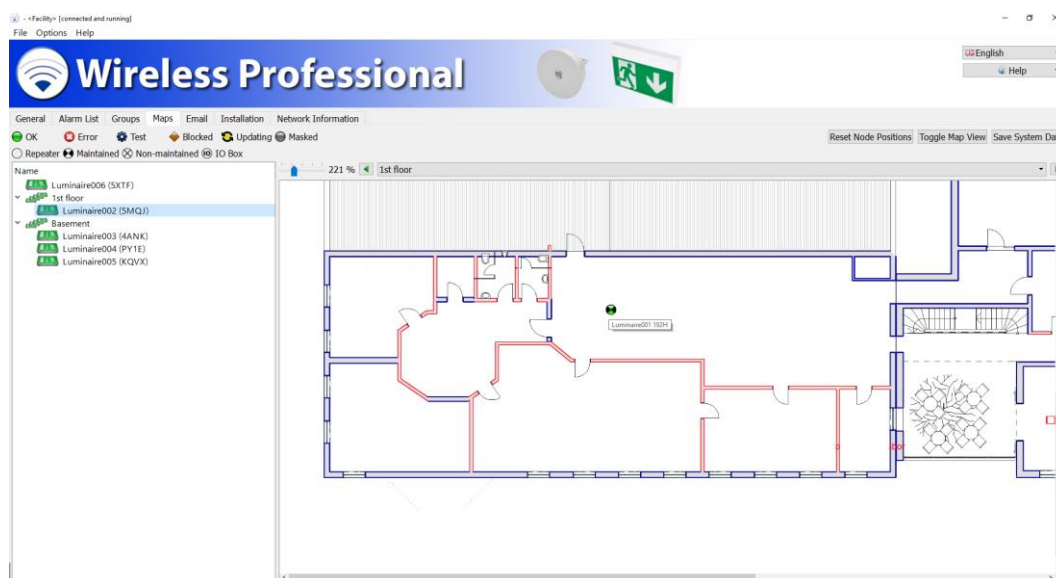 - <Facility> [connected and running]
File Options Help
Wireless Professional
English
Help
General Alarm List Groups Maps Email Installation Network Information
OK Error Test Blocked Updating Masked
Reset Node Positions Toggle Map View Save System Da
Repeater Maintained Non-maintained IO Box
Name
221 % 1st floor
Luminaire006 (5XTF)
1st floor
Luminaire002 (5MQJ)
Basement
Luminaire003 (4ANK)
Luminaire004 (PY1E)
Luminaire005 (KQVX)
Luminaire001 192H